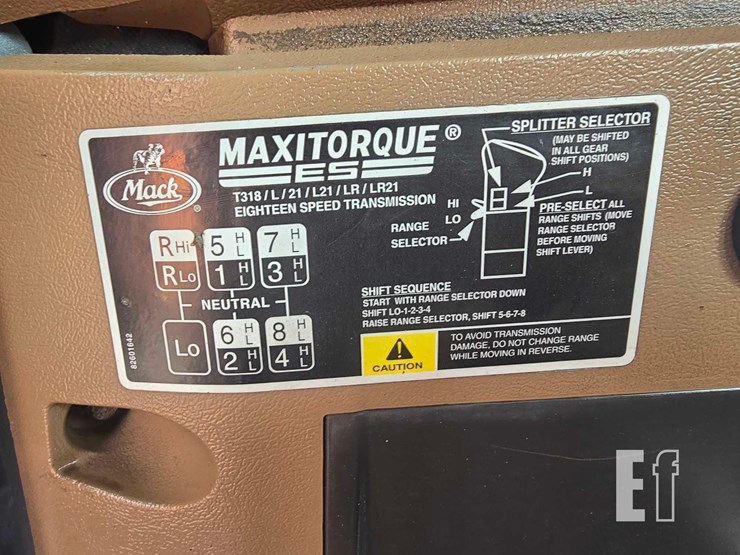 MAXITORQUE®
ES
T318 / L / 21 / L21 / LR / LR21
EIGHTEEN SPEED TRANSMISSION
Mack®
SPLITTER SELECTOR
(MAY BE SHIFTED
IN ALL GEAR
SHIFT POSITIONS)
H
L
HI
LO
RANGE
SELECTOR
PRE-SELECT ALL
RANGE SHIFTS (MOVE
RANGE SELECTOR
BEFORE MOVING
SHIFT LEVER)
RHi 5 H L 7 H L
RLo 1 H L 3 H L
NEUTRAL
Lo 6 H L 8 H L
2 H L 4 H L
SHIFT SEQUENCE
START WITH RANGE SELECTOR DOWN
SHIFT LO-1-2-3-4
RAISE RANGE SELECTOR, SHIFT 5-6-7-8
CAUTION
TO AVOID TRANSMISSION
DAMAGE, DO NOT CHANGE RANGE
WHILE MOVING IN REVERSE.
82601642
Ef